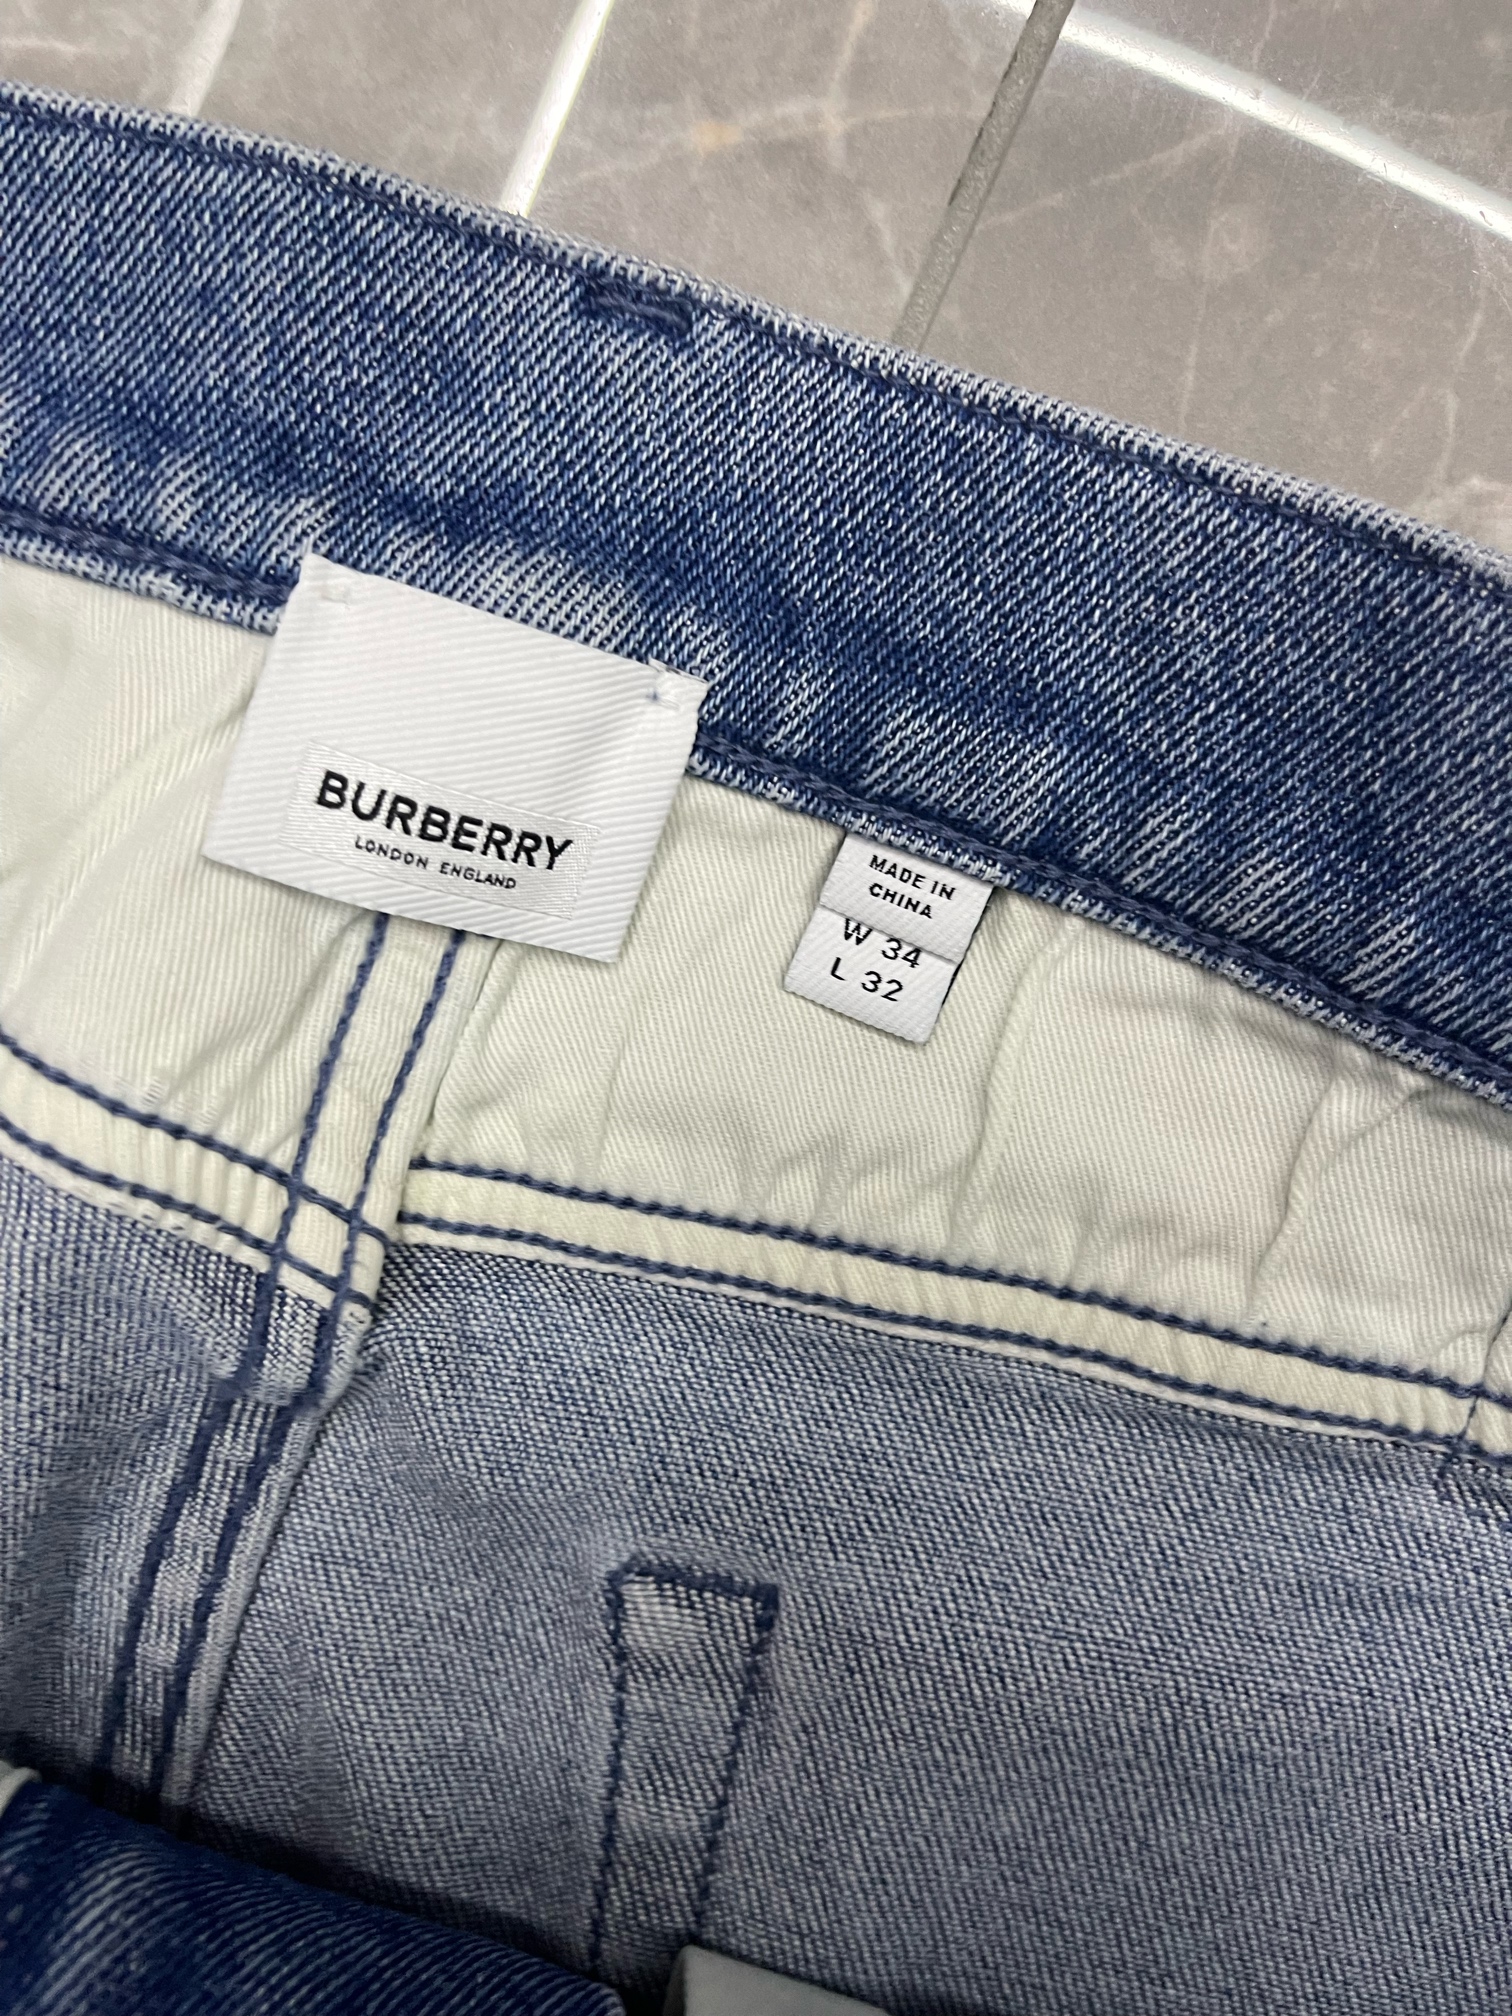 BURBERRY
LONDON ENGLAND
MADE IN
CHINA
W 34
L 32